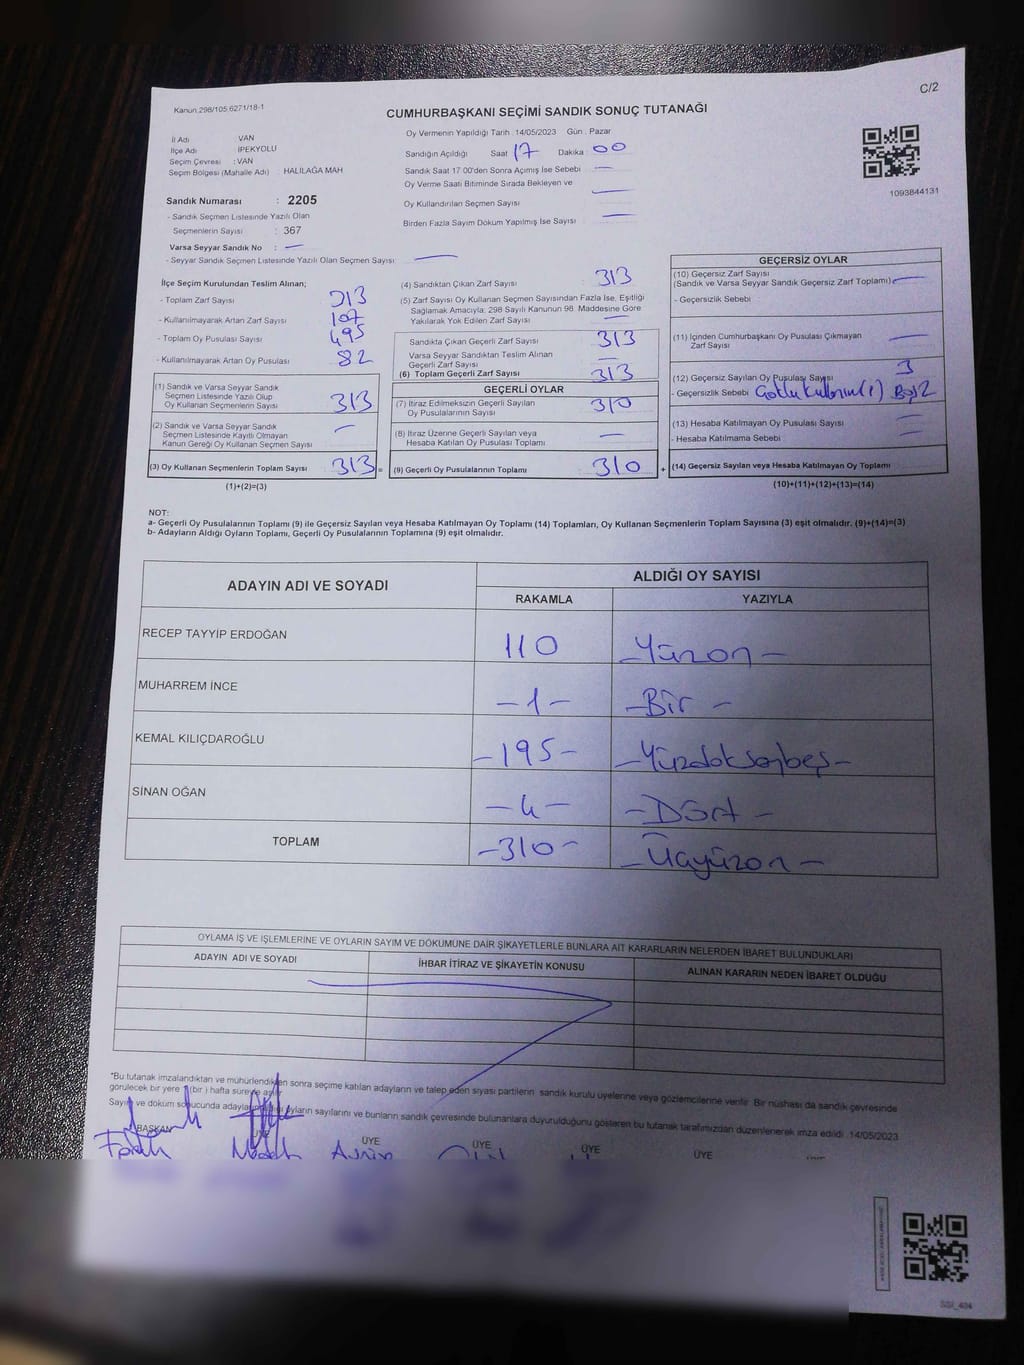 C/2
Kanun 298/105,6271/18-1
CUMHURBAŞKANI SEÇİMİ SANDIK SONUÇ TUTANAĞI
İl Adı VAN
İlçe Adı İPEKYOLU
Seçim Çevresi : VAN
Seçim Bölgesi (Mahalle Adı) HALİLAĞA MAH
Oy Vermenin Yapıldığı Tarih : 14/05/2023 Gün : Pazar
Sandığın Açıldığı Saat 17 Dakika 00
Sandık Saat 17 00'den Sonra Açımış İse Sebebi —
Oy Verme Saati Bitiminde Sırada Bekleyen ve
Oy Kullandırılan Seçmen Sayısı —
Birden Fazla Sayım Döküm Yapılmış İse Sayısı —
1093844131
Sandık Numarası : 2205
- Sandık Seçmen Listesinde Yazılı Olan
Seçmenlerin Sayısı : 367
Varsa Seyyar Sandık No : —
- Seyyar Sandık Seçmen Listesinde Yazılı Olan Seçmen Sayısı: —
İlçe Seçim Kurulundan Teslim Alınan;
- Toplam Zarf Sayısı
- Kullanılmayarak Artan Zarf Sayısı 107
- Toplam Oy Pusulası Sayısı 495
- Kullanılmayarak Artan Oy Pusulası 82
(1) Sandık ve Varsa Seyyar Sandık
Seçmen Listesinde Yazılı Olup
Oy Kullanan Seçmenlerin Sayısı 313
(2) Sandık ve Varsa Seyyar Sandık
Seçmen Listesinde Kayıtlı Olmayan
Kanun Gereği Oy Kullanan Seçmen Sayısı —
(3) Oy Kullanan Seçmenlerin Toplam Sayısı 313 =
(1)+(2)=(3)
(4) Sandıktan Çıkan Zarf Sayısı 313
(5) Zarf Sayısı Oy Kullanan Seçmen Sayısından Fazla İse, Eşitliği
Sağlamak Amacıyla, 298 Sayılı Kanunun 98. Maddesine Göre
Yakılarak Yok Edilen Zarf Sayısı —
Sandıkta Çıkan Geçerli Zarf Sayısı 313
Varsa Seyyar Sandıktan Teslim Alınan
Geçerli Zarf Sayısı —
(6) Toplam Geçerli Zarf Sayısı 313
GEÇERLİ OYLAR
(7) İtiraz Edilmeksizin Geçerli Sayılan
Oy Pusulalarının Sayısı 310
(8) İtiraz Üzerine Geçerli Sayılan veya
Hesaba Katılan Oy Pusulası Toplamı —
(9) Geçerli Oy Pusulalarının Toplamı 310 +
GEÇERSİZ OYLAR
(10) Geçersiz Zarf Sayısı
(Sandık ve Varsa Seyyar Sandık Geçersiz Zarf Toplamı) —
- Geçersizlik Sebebi
(11) İçinden Cumhurbaşkanı Oy Pusulası Çıkmayan
Zarf Sayısı —
(12) Geçersiz Sayılan Oy Pusulası Sayısı 3
- Geçersizlik Sebebi
(13) Hesaba Katılmayan Oy Pusulası Sayısı —
- Hesaba Katılmama Sebebi —
(14) Geçersiz Sayılan veya Hesaba Katılmayan Oy Toplamı
(10)+(11)+(12)+(13)=(14)
NOT:
a- Geçerli Oy Pusulalarının Toplamı (9) ile Geçersiz Sayılan veya Hesaba Katılmayan Oy Toplamı (14) Toplamları, Oy Kullanan Seçmenlerin Toplam Sayısına (3) eşit olmalıdır. (9)+(14)=(3)
b- Adayların Aldığı Oyların Toplamı, Geçerli Oy Pusulalarının Toplamına (9) eşit olmalıdır.
ADAYIN ADI VE SOYADI ALDIĞI OY SAYISI
RAKAMLA YAZIYLA
RECEP TAYYİP ERDOĞAN 110 -Yüzon-
MUHARREM İNCE -1- -Bir-
KEMAL KILIÇDAROĞLU -195- -Yüzdoksanbeş-
SİNAN OĞAN -4- -Dört-
TOPLAM -310- -Üçyüzon-
OYLAMA İŞ VE İŞLEMLERİNE VE OYLARIN SAYIM VE DÖKÜMÜNE DAİR ŞİKAYETLERLE BUNLARA AİT KARARLARIN NELERDEN İBARET BULUNDUKLARI
ADAYIN ADI VE SOYADI İHBAR İTİRAZ VE ŞİKAYETİN KONUSU ALINAN KARARIN NEDEN İBARET OLDUĞU
*Bu tutanak imzalandıktan ve mühürlendikten sonra seçime katılan adayların ve talep eden siyasi partilerin sandık kurulu üyelerine veya gözlemcilerine verilir. Bir nüshası da sandık çevresinde
görülecek bir yere 1(bir) hafta süreyle asılır
Sayım ve döküm sonucunda adayların aldığı oyların sayılarını ve bunların sandık çevresinde bulunanlara duyurulduğunu gösteren bu tutanak tarafımızdan düzenlenerek imza edildi. 14/05/2023
BAŞKAN ÜYE ÜYE ÜYE ÜYE ÜYE